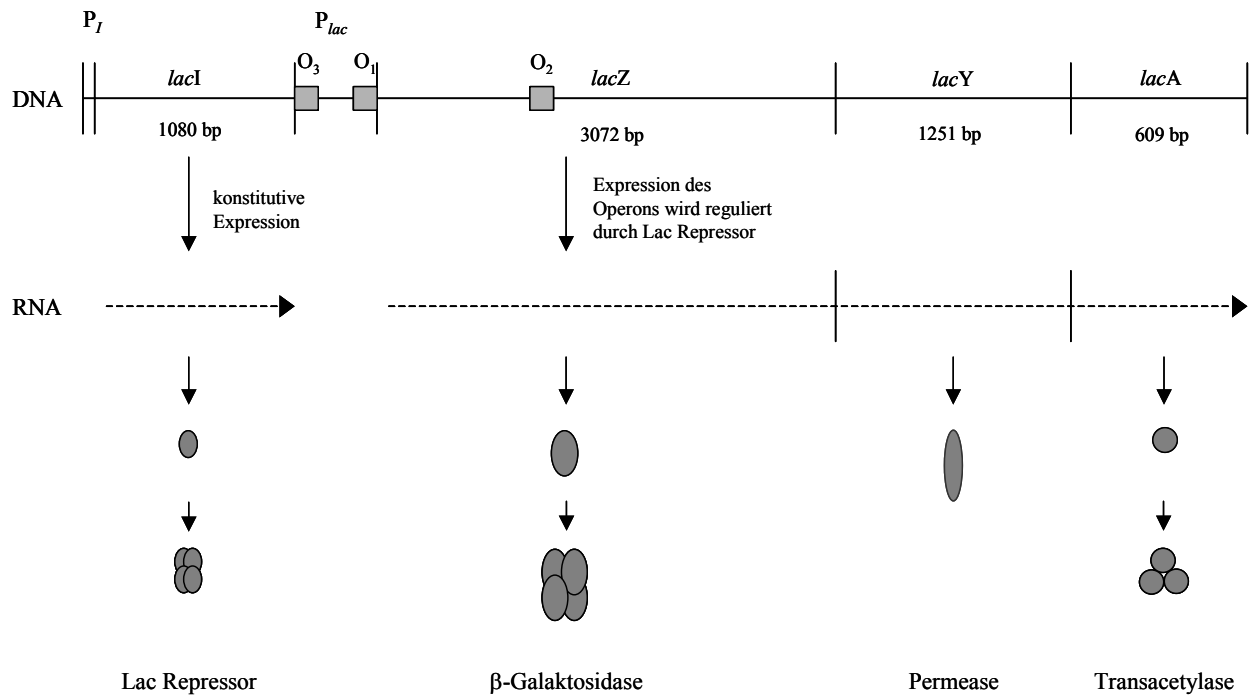 P_I P_lac
O₃ O₁ O₂
DNA lacI lacZ lacY lacA
1080 bp 3072 bp 1251 bp 609 bp
konstitutive
Expression
Expression des
Operons wird reguliert
durch Lac Repressor
RNA
Lac Repressor β-Galaktosidase Permease Transacetylase